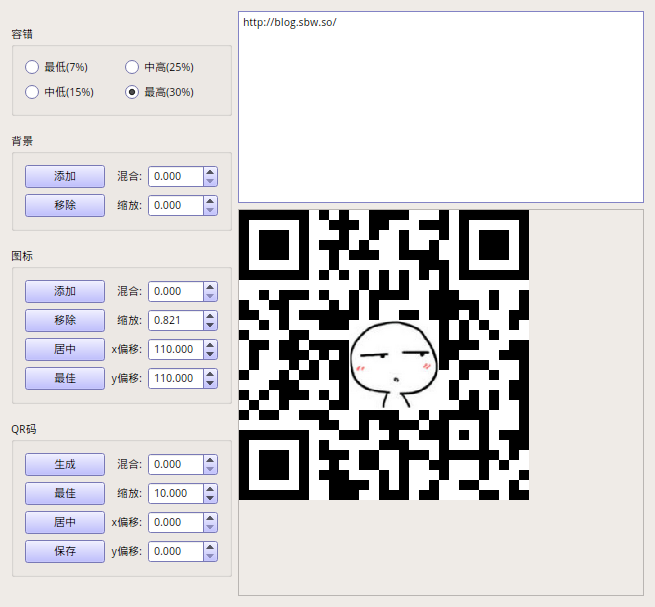 容错
最低(7%) 中高(25%)
中低(15%) 最高(30%)
背景
添加 混合: 0.000
移除 缩放: 0.000
图标
添加 混合: 0.000
移除 缩放: 0.821
居中 x偏移: 110.000
最佳 y偏移: 110.000
QR码
生成 混合: 0.000
最佳 缩放: 10.000
居中 x偏移: 0.000
保存 y偏移: 0.000
http://blog.sbw.so/